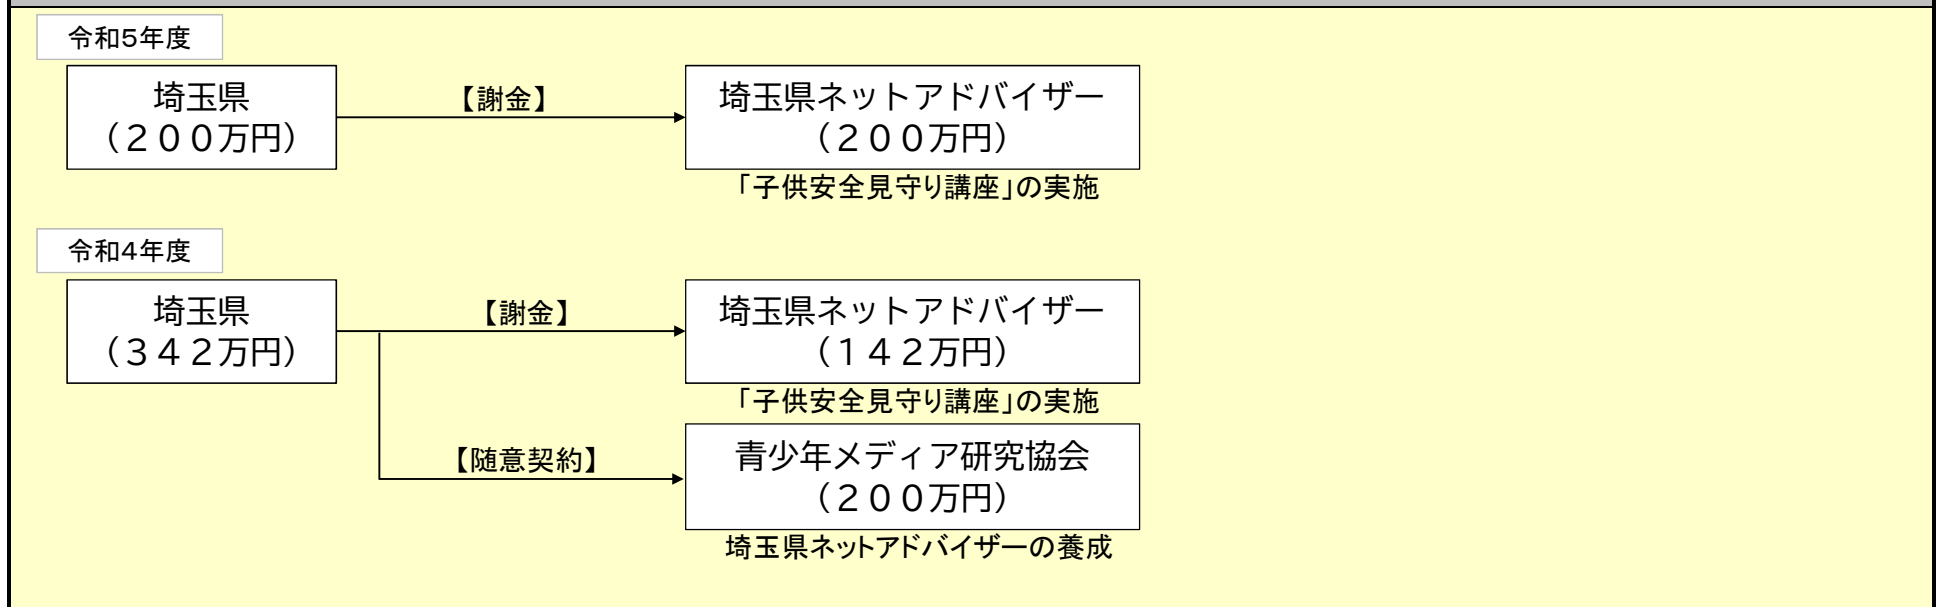 令和5年度
埼玉県
【謝金】
埼玉県ネットアドバイザー
（２００万円）
（２００万円）
「子供安全見守り講座」の実施
令和4年度
埼玉県
【謝金】
埼玉県ネットアドバイザー
（３４２万円）
（１４２万円）
「子供安全見守り講座」の実施
【随意契約】
青少年メディア研究協会
（２００万円）
埼玉県ネットアドバイザーの養成